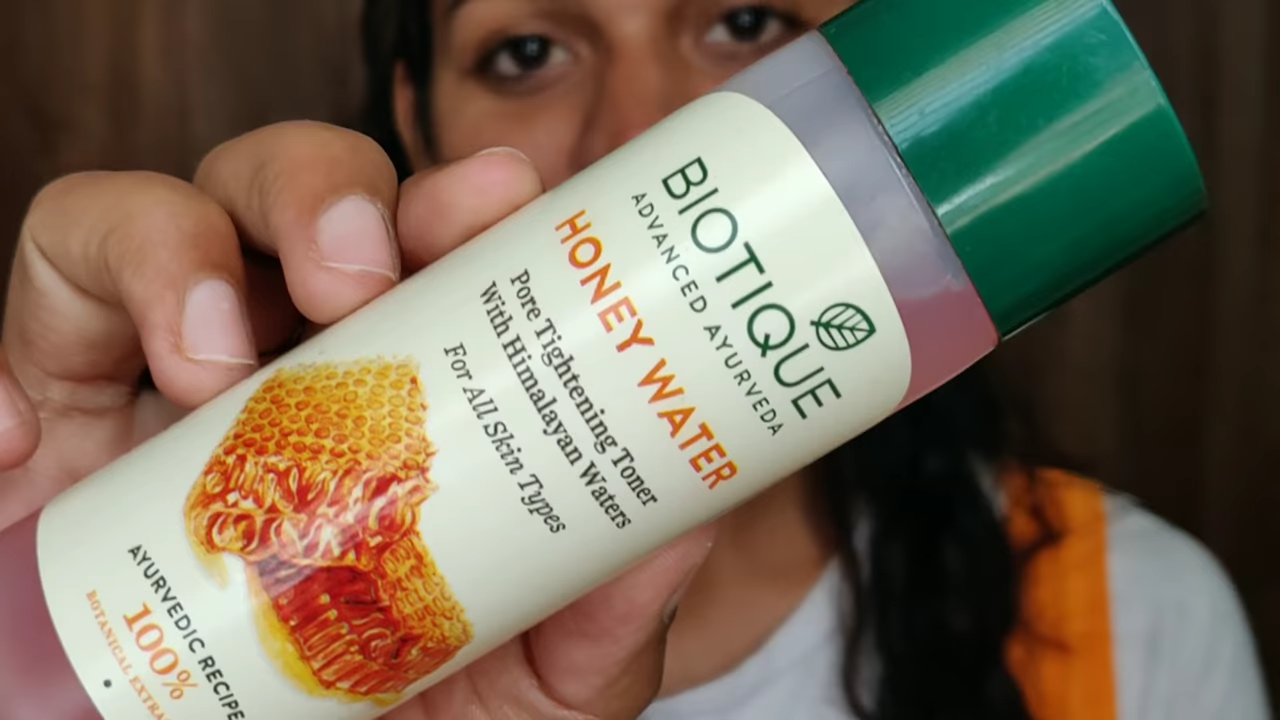 BIOTIQUE
ADVANCED AYURVEDA
HONEY WATER
Pore Tightening Toner
With Himalayan Waters
For All Skin Types
AYURVEDIC RECIPE
100%
BOTANICAL